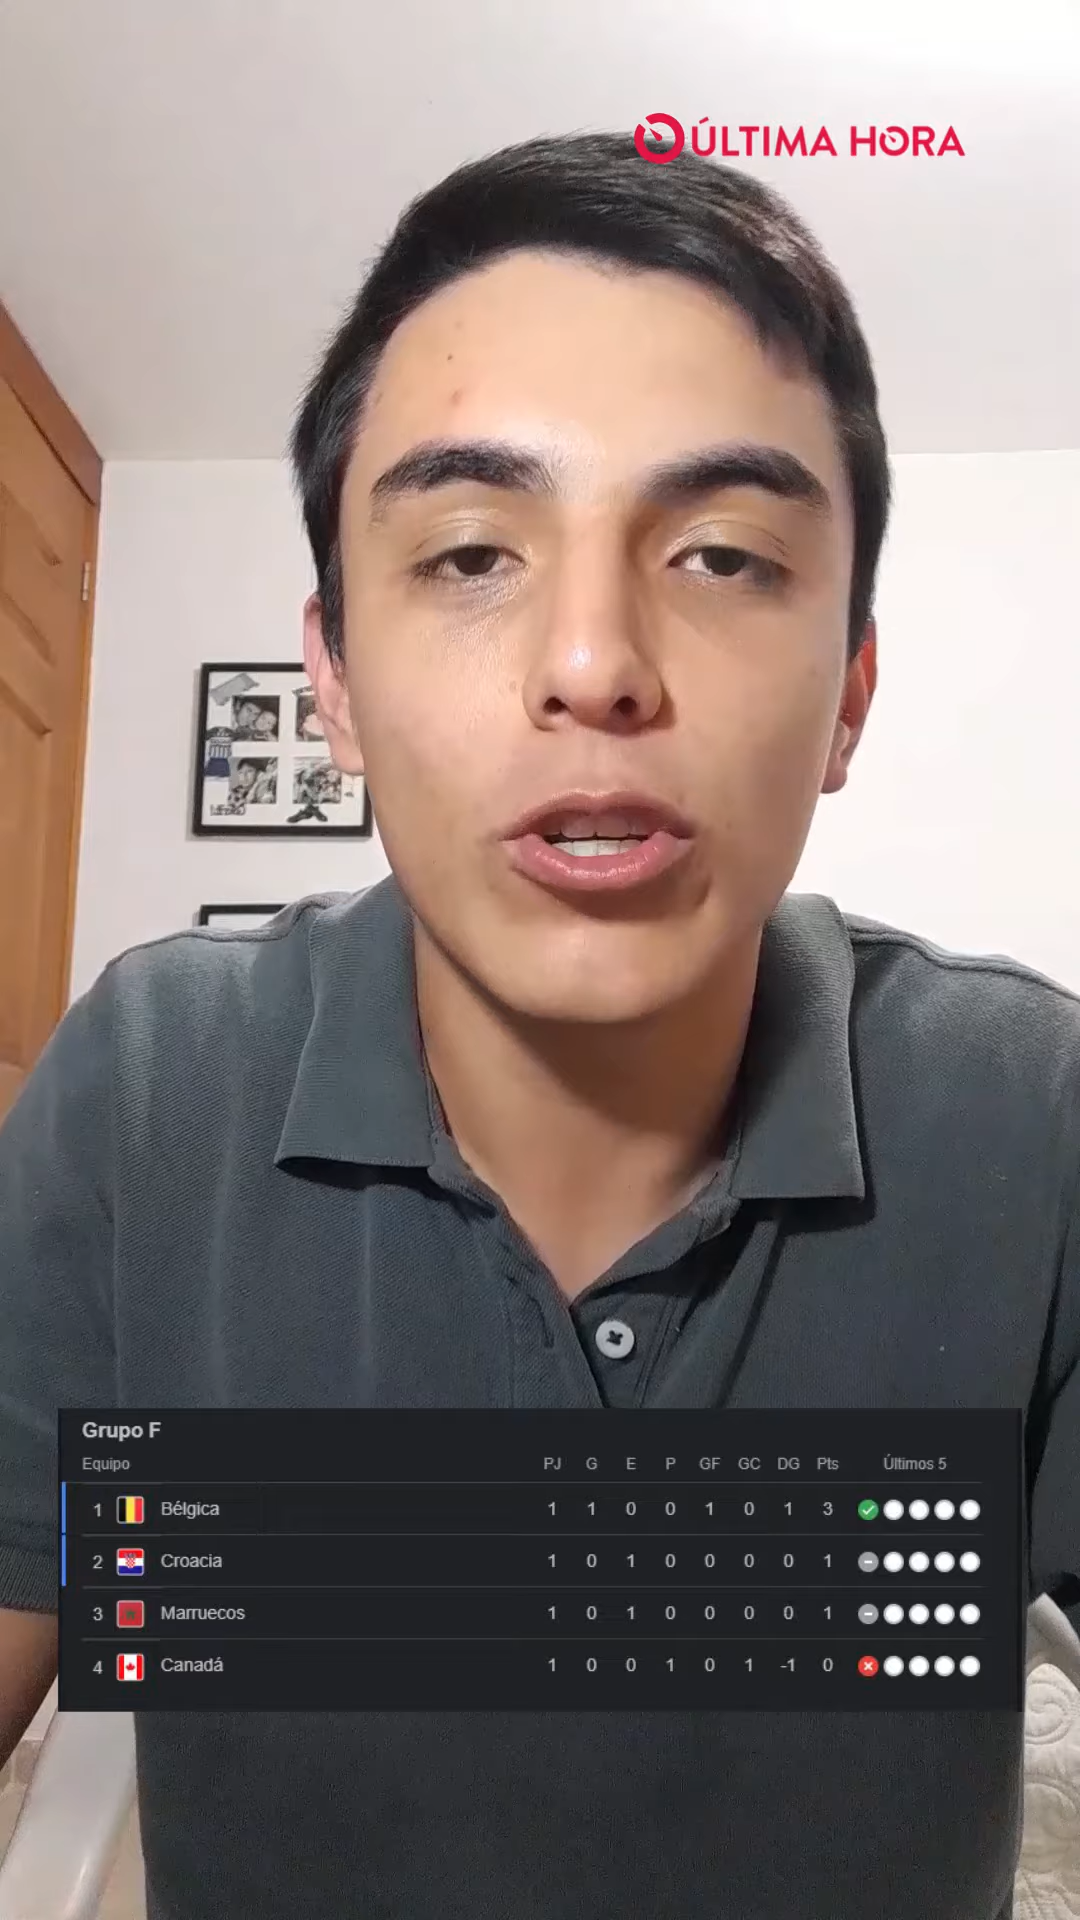 ÚLTIMA HORA
Grupo F
Equipo PJ G E P GF GC DG Pts Últimos 5
1 Bélgica 1 1 0 0 1 0 1 3
2 Croacia 1 0 1 0 0 0 0 1
3 Marruecos 1 0 1 0 0 0 0 1
4 Canadá 1 0 0 1 0 1 -1 0